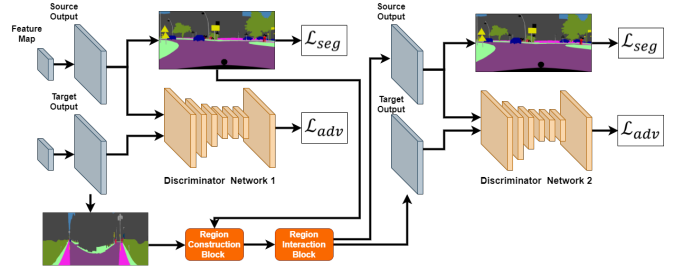 Source
Output
Feature
Map
Target
Output
ℒseg
ℒadv
Discriminator Network 1
Region
Construction
Block
Region
Interaction
Block
Source
Output
Target Output
ℒseg
ℒadv
Discriminator Network 2